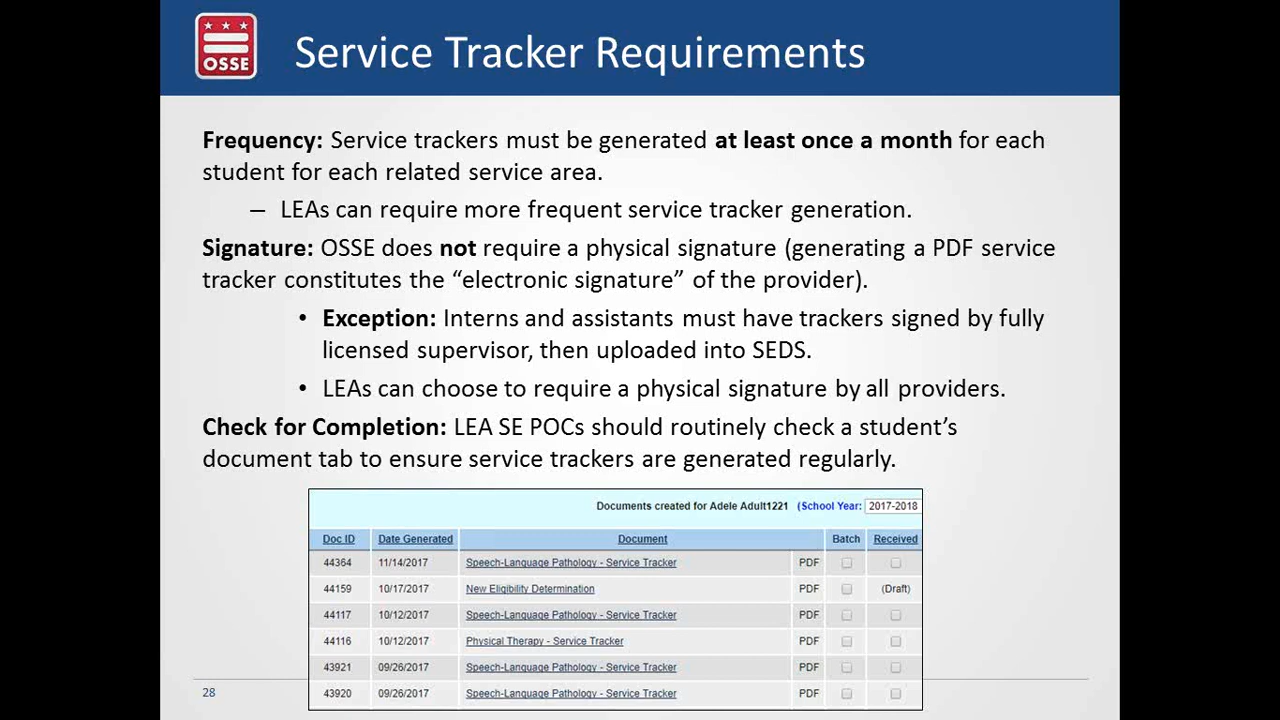 OSSE
Service Tracker Requirements
Frequency: Service trackers must be generated at least once a month for each
student for each related service area.
– LEAs can require more frequent service tracker generation.
Signature: OSSE does not require a physical signature (generating a PDF service
tracker constitutes the “electronic signature” of the provider).
• Exception: Interns and assistants must have trackers signed by fully
licensed supervisor, then uploaded into SEDS.
• LEAs can choose to require a physical signature by all providers.
Check for Completion: LEA SE POCs should routinely check a student’s
document tab to ensure service trackers are generated regularly.
Documents created for Adele Adult1221 (School Year: 2017-2018
Doc ID Date Generated Document Batch Received
44364 11/14/2017 Speech-Language Pathology - Service Tracker PDF
44159 10/17/2017 New Eligibility Determination PDF (Draft)
44117 10/12/2017 Speech-Language Pathology - Service Tracker PDF
44116 10/12/2017 Physical Therapy - Service Tracker PDF
43921 09/26/2017 Speech-Language Pathology - Service Tracker PDF
43920 09/26/2017 Speech-Language Pathology - Service Tracker PDF
28